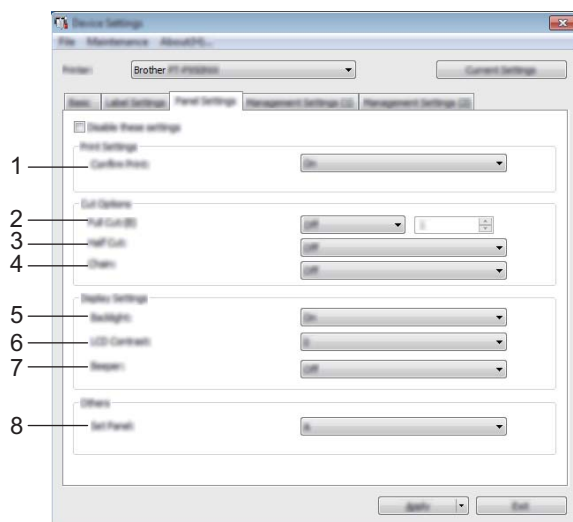 Device Settings
File Maintenance About(H)...
Printer: Brother Current Settings
Basic Label Settings Panel Settings Management Settings (1) Management Settings (2)
Disable these settings
Print Settings
1 Confirm Print: On
Cut Options
2 Full Cut: Off 1
3 Half Cut: Off
4 Chain: Off
Display Settings
5 Backlight: On
6 LCD Contrast: 0
7 Beeper: Off
Others
8 Set Panel: A
Apply Exit